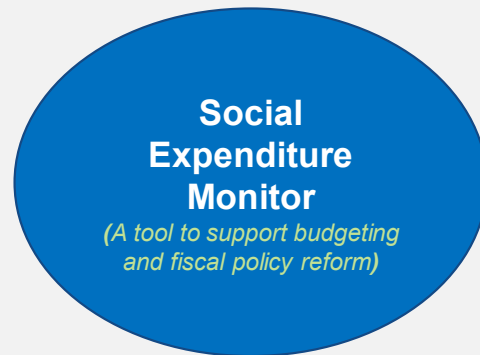 Social
Expenditure
Monitor
(A tool to support budgeting
and fiscal policy reform)